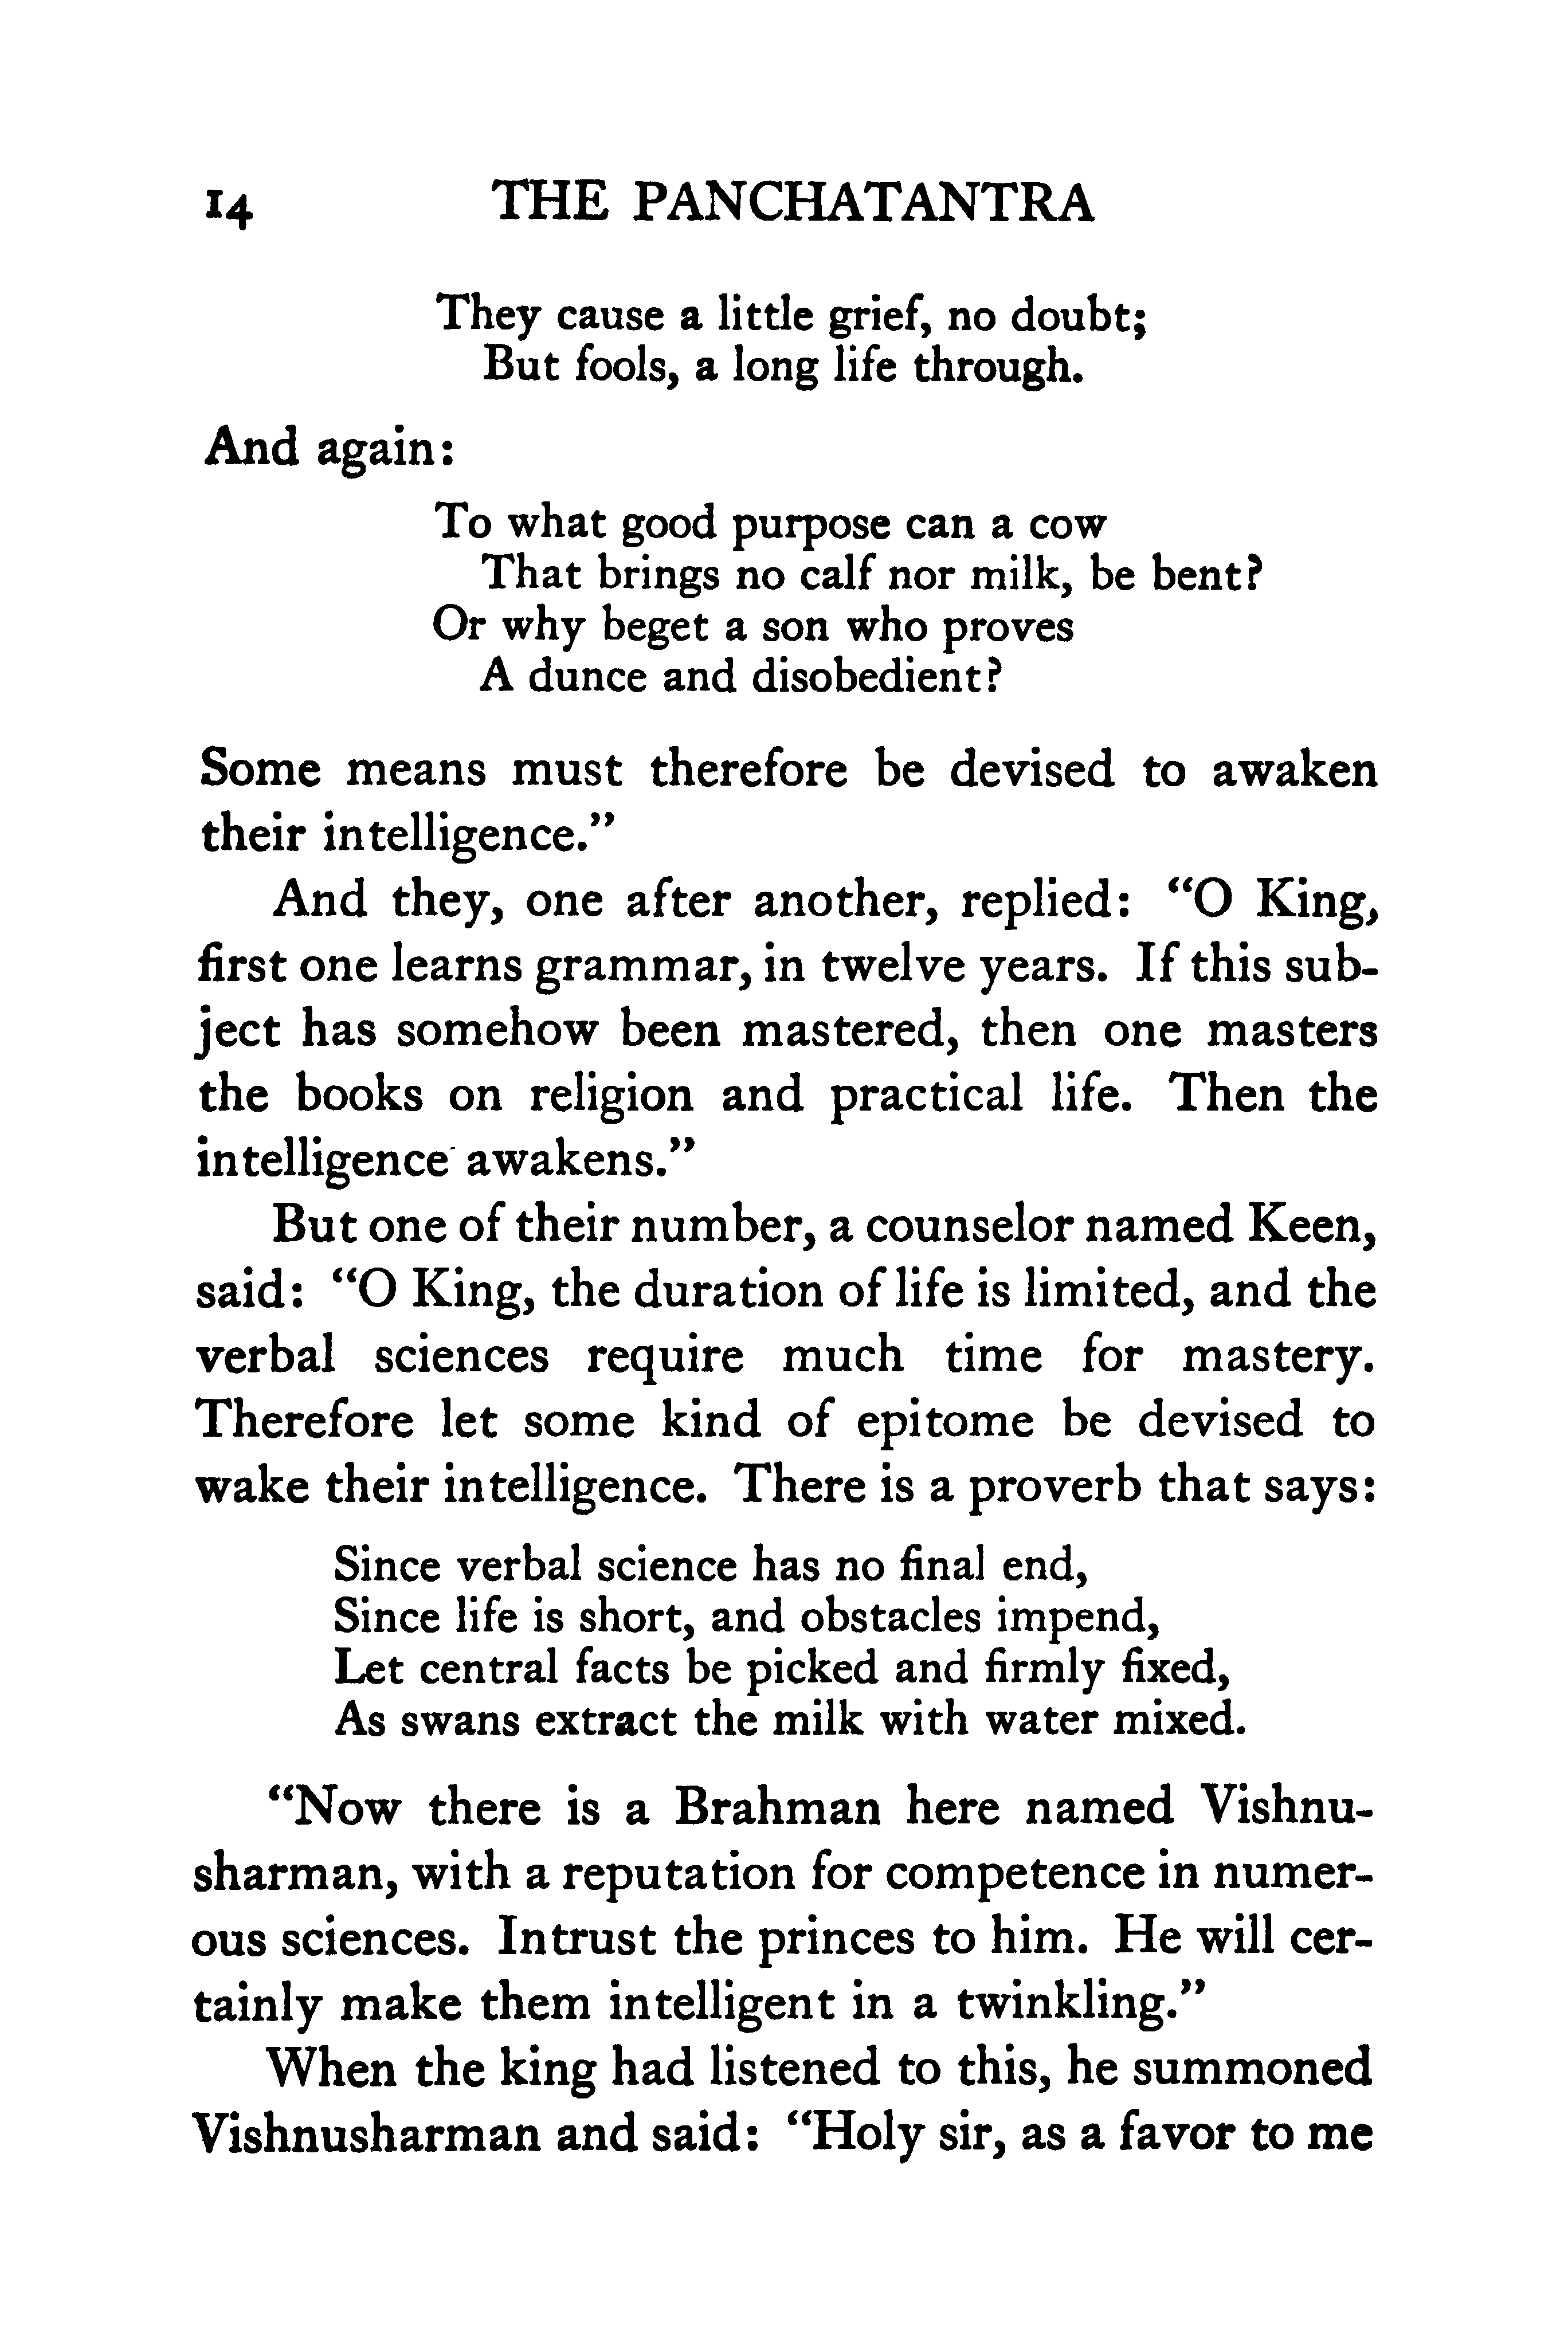 14 THE PANCHATANTRA
They cause a little grief, no doubt;
But fools, a long life through.
And again:
To what good purpose can a cow
That brings no calf nor milk, be bent?
Or why beget a son who proves
A dunce and disobedient?
Some means must therefore be devised to awaken
their intelligence.”
And they, one after another, replied: “O King,
first one learns grammar, in twelve years. If this sub-
ject has somehow been mastered, then one masters
the books on religion and practical life. Then the
intelligence awakens.”
But one of their number, a counselor named Keen,
said: “O King, the duration of life is limited, and the
verbal sciences require much time for mastery.
Therefore let some kind of epitome be devised to
wake their intelligence. There is a proverb that says:
Since verbal science has no final end,
Since life is short, and obstacles impend,
Let central facts be picked and firmly fixed,
As swans extract the milk with water mixed.
“Now there is a Brahman here named Vishnu-
sharman, with a reputation for competence in numer-
ous sciences. Intrust the princes to him. He will cer-
tainly make them intelligent in a twinkling.”
When the king had listened to this, he summoned
Vishnusharman and said: “Holy sir, as a favor to me